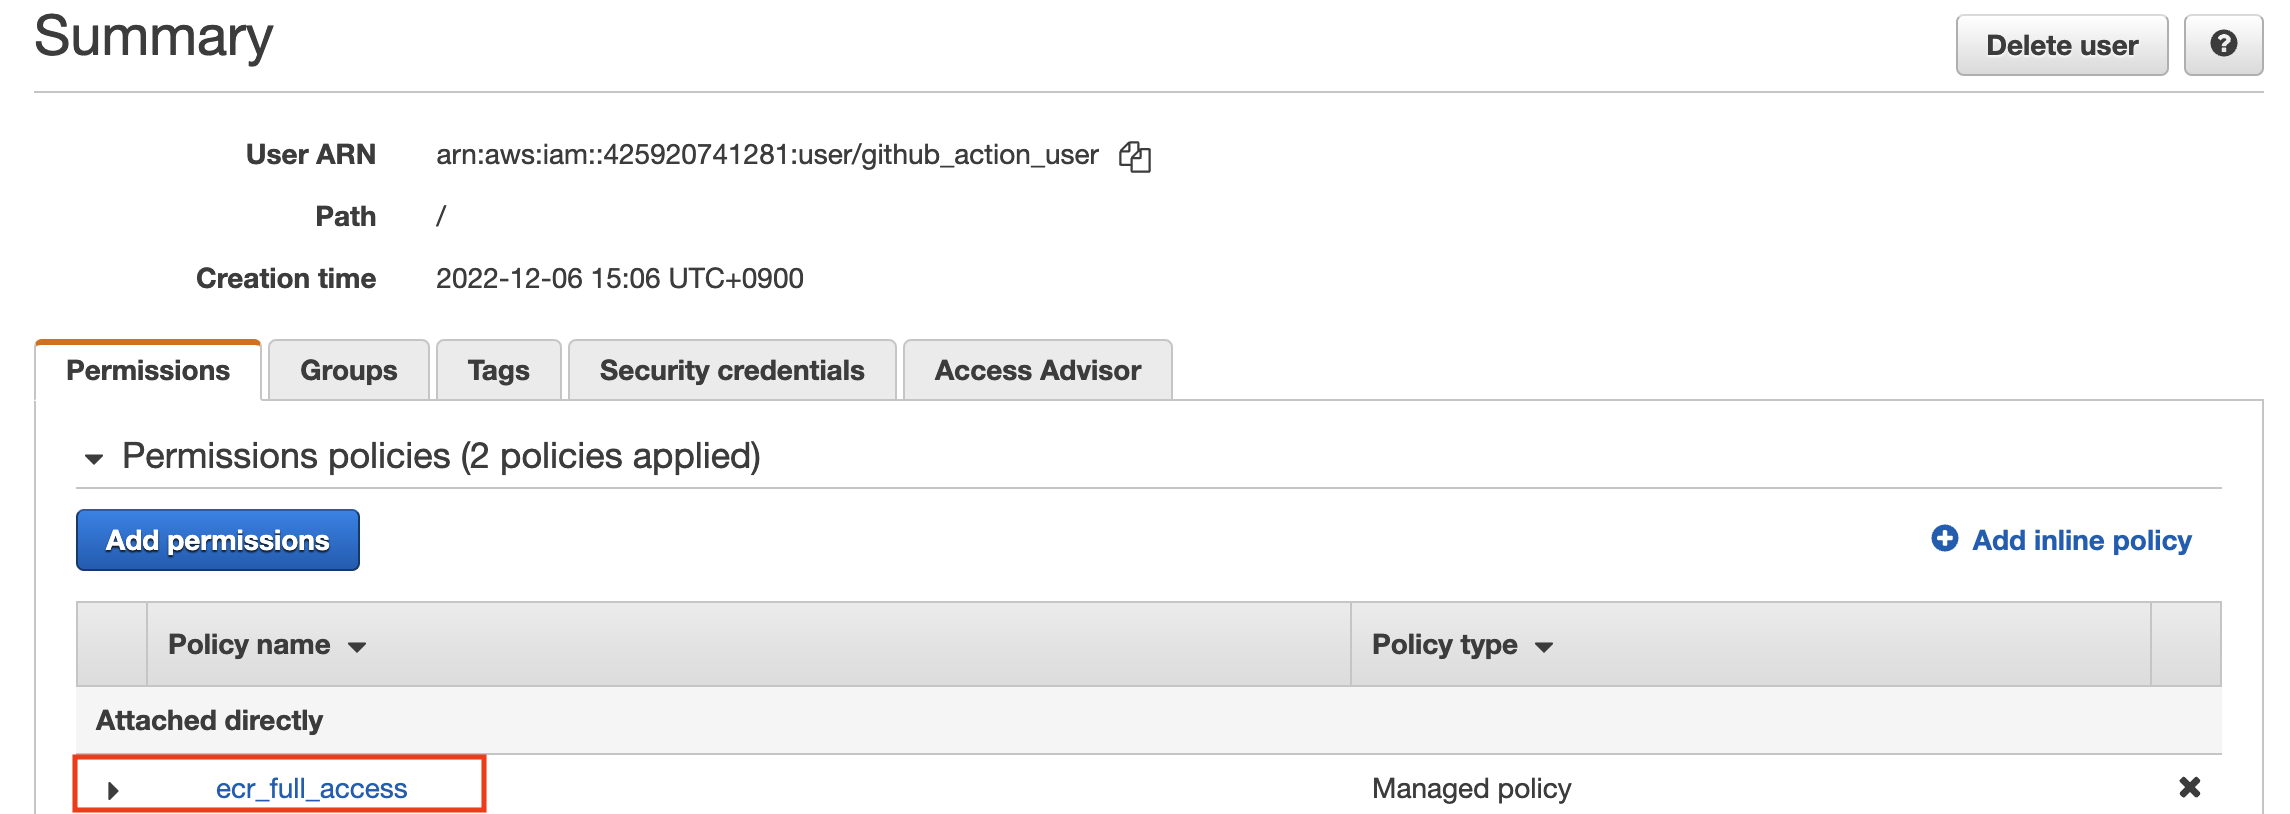 Summary
Delete user
?
User ARN arn:aws:iam::425920741281:user/github_action_user
Path /
Creation time 2022-12-06 15:06 UTC+0900
Permissions Groups Tags Security credentials Access Advisor
Permissions policies (2 policies applied)
Add permissions
Add inline policy
Policy name Policy type
Attached directly
ecr_full_access Managed policy